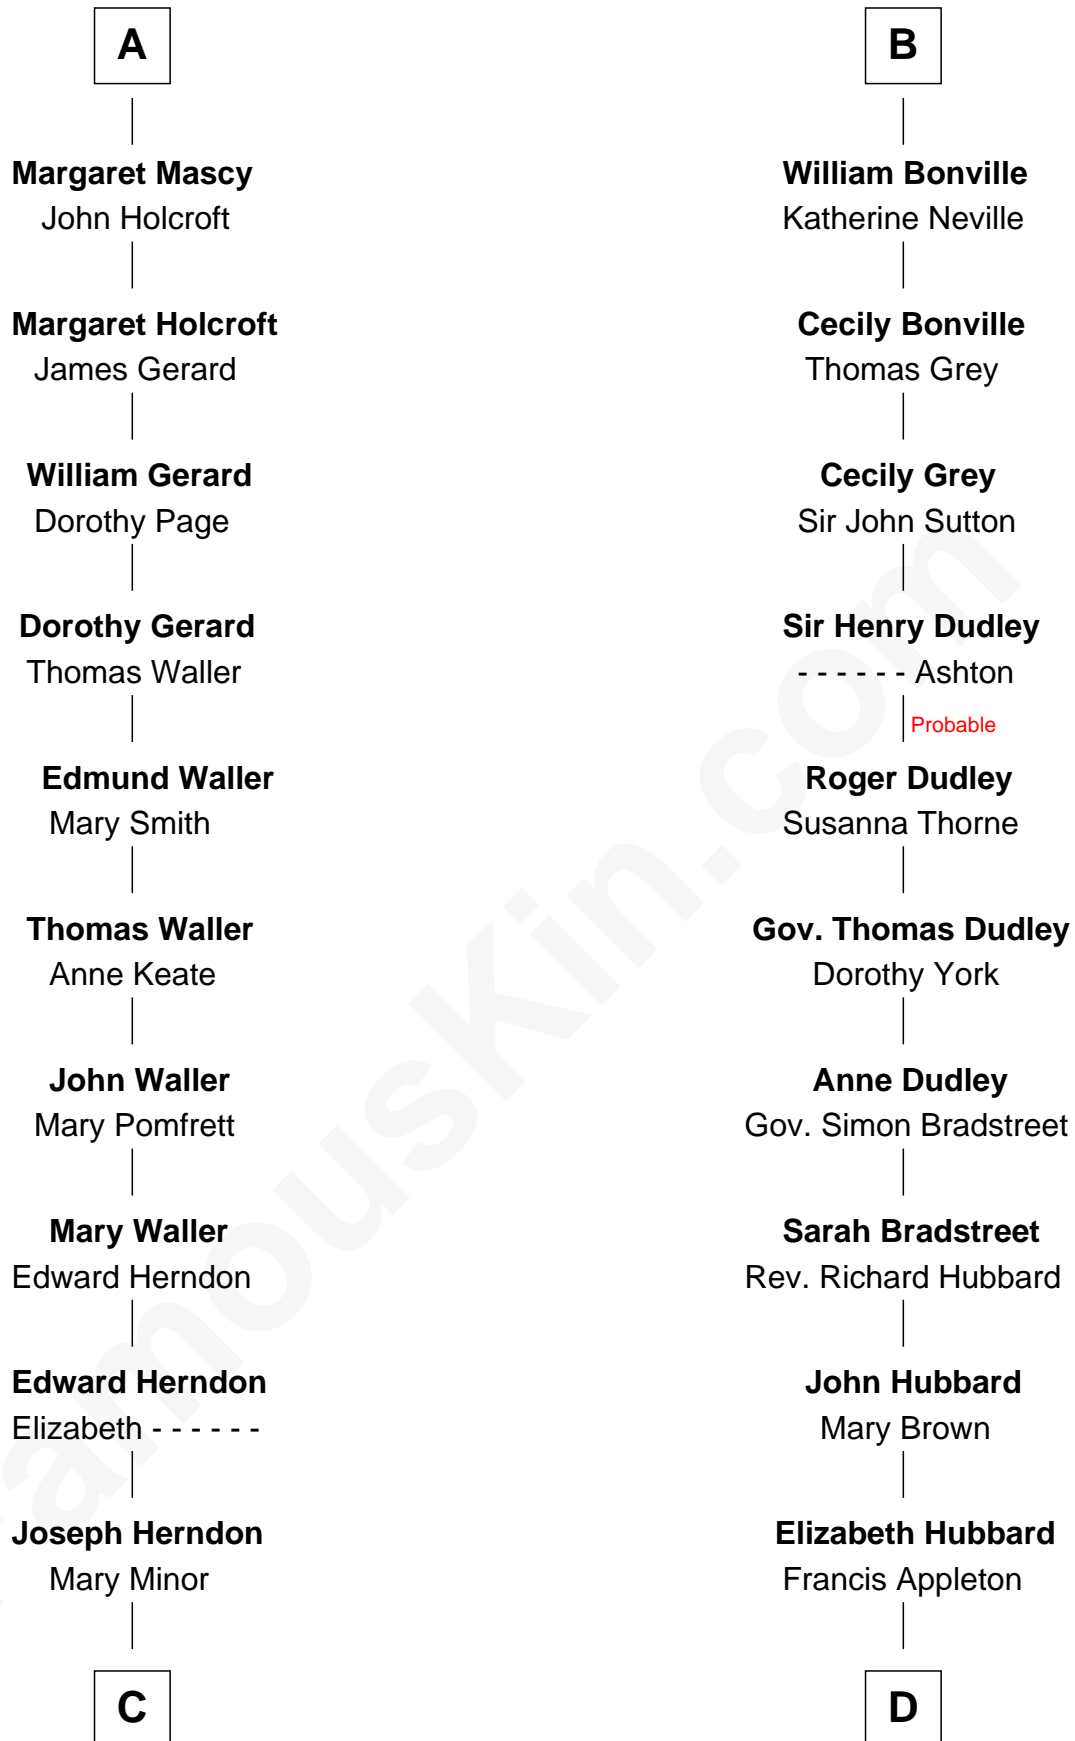 A
Margaret Mascy
John Holcroft
Margaret Holcroft
James Gerard
William Gerard
Dorothy Page
Dorothy Gerard
Thomas Waller
Edmund Waller
Mary Smith
Thomas Waller
Anne Keate
John Waller
Mary Pomfrett
Mary Waller
Edward Herndon
Edward Herndon
Elizabeth - - - - - -
Joseph Herndon
Mary Minor
C
B
William Bonville
Katherine Neville
Cecily Bonville
Thomas Grey
Cecily Grey
Sir John Sutton
Sir Henry Dudley
- - - - - - Ashton
Probable
Roger Dudley
Susanna Thorne
Gov. Thomas Dudley
Dorothy York
Anne Dudley
Gov. Simon Bradstreet
Sarah Bradstreet
Rev. Richard Hubbard
John Hubbard
Mary Brown
Elizabeth Hubbard
Francis Appleton
D
FamousKin.com